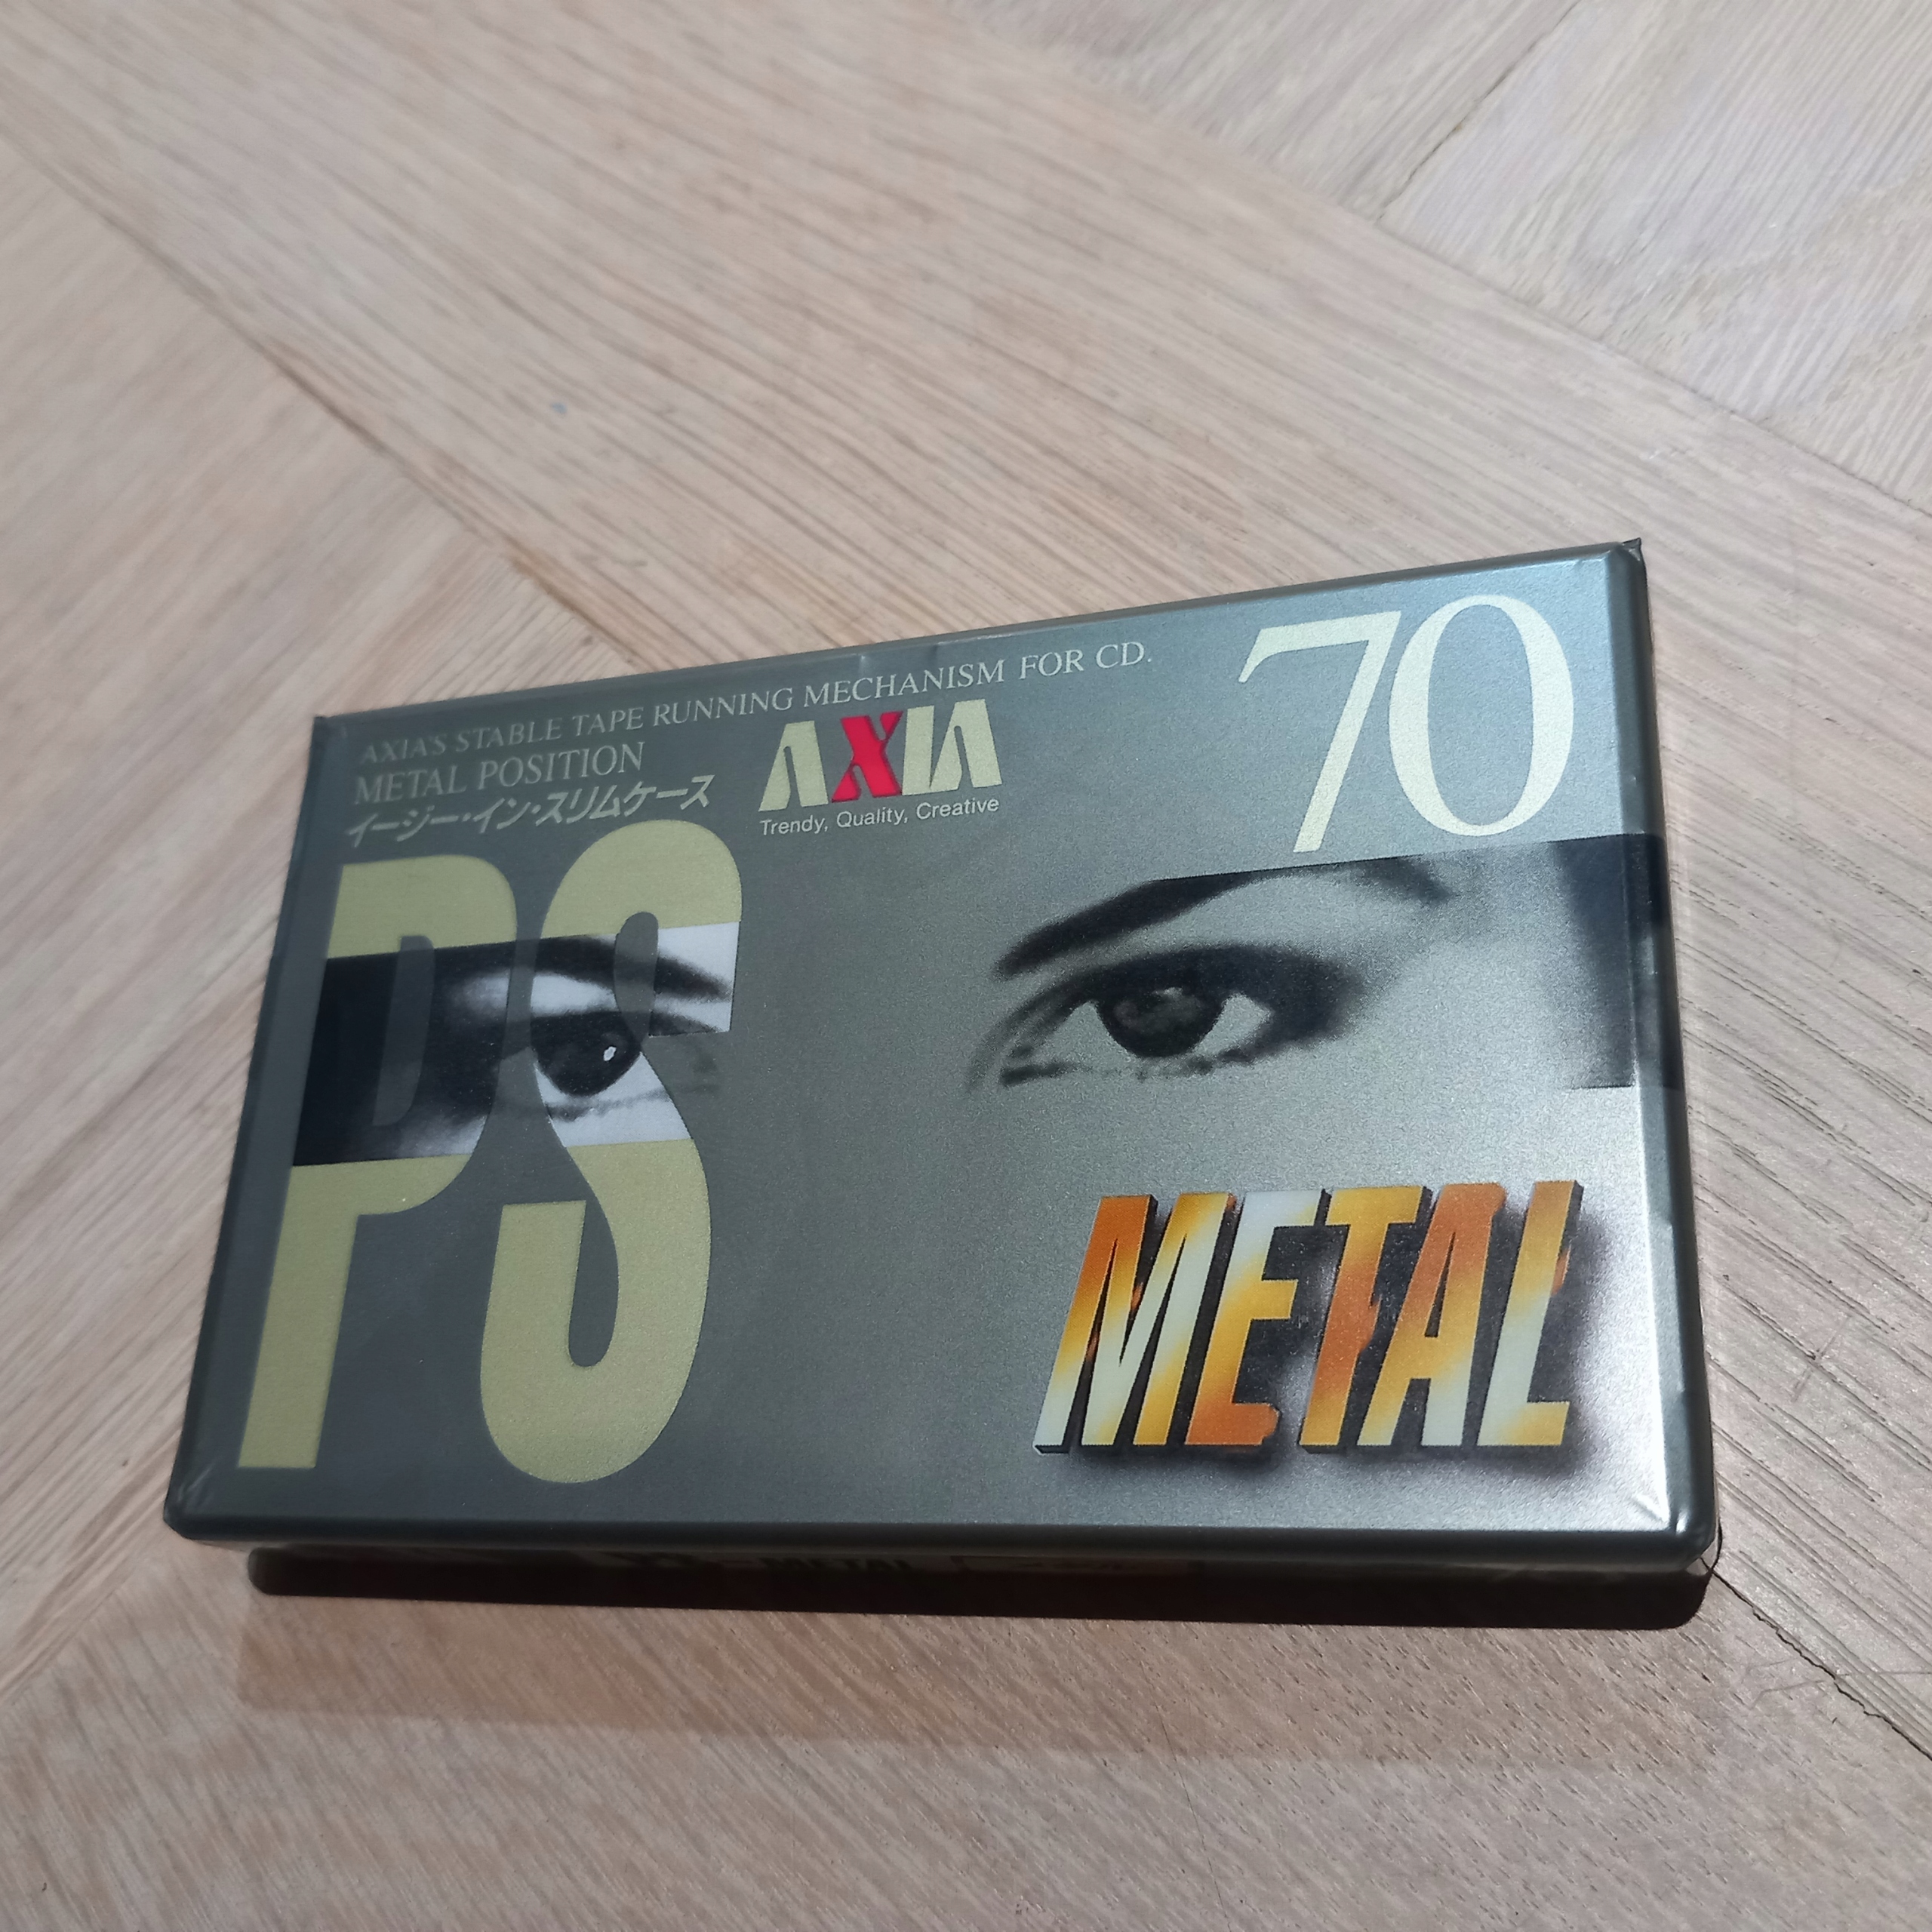 AXIA'S STABLE TAPE RUNNING MECHANISM FOR CD.
METAL POSITION
イージー・イン・スリムケース
AXIA
Trendy, Quality, Creative
70
PS
METAL
METAL